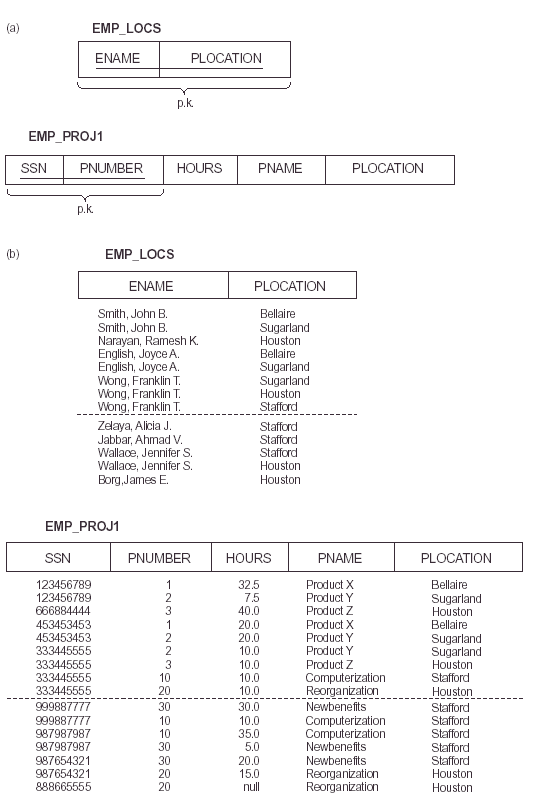 (a) EMP_LOCS
ENAME PLOCATION
p.k.
EMP_PROJ1
SSN PNUMBER HOURS PNAME PLOCATION
p.k.
(b) EMP_LOCS
ENAME PLOCATION
Smith, John B. Bellaire
Smith, John B. Sugarland
Narayan, Ramesh K. Houston
English, Joyce A. Bellaire
English, Joyce A. Sugarland
Wong, Franklin T. Sugarland
Wong, Franklin T. Houston
Wong, Franklin T. Stafford
Zelaya, Alicia J. Stafford
Jabbar, Ahmad V. Stafford
Wallace, Jennifer S. Stafford
Wallace, Jennifer S. Houston
Borg,James E. Houston
EMP_PROJ1
SSN PNUMBER HOURS PNAME PLOCATION
123456789 1 32.5 Product X Bellaire
123456789 2 7.5 Product Y Sugarland
666884444 3 40.0 Product Z Houston
453453453 1 20.0 Product X Bellaire
453453453 2 20.0 Product Y Sugarland
333445555 2 10.0 Product Y Sugarland
333445555 3 10.0 Product Z Houston
333445555 10 10.0 Computerization Stafford
333445555 20 10.0 Reorganization Houston
999887777 30 30.0 Newbenefits Stafford
999887777 10 10.0 Computerization Stafford
987987987 10 35.0 Computerization Stafford
987987987 30 5.0 Newbenefits Stafford
987654321 30 20.0 Newbenefits Stafford
987654321 20 15.0 Reorganization Houston
888665555 20 null Reorganization Houston